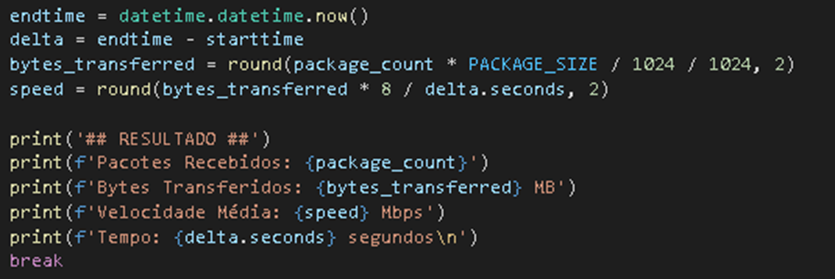 endtime = datetime.datetime.now()
delta = endtime - starttime
bytes_transferred = round(package_count * PACKAGE_SIZE / 1024 / 1024, 2)
speed = round(bytes_transferred * 8 / delta.seconds, 2)

print('## RESULTADO ##')
print(f'Pacotes Recebidos: {package_count}')
print(f'Bytes Transferidos: {bytes_transferred} MB')
print(f'Velocidade Média: {speed} Mbps')
print(f'Tempo: {delta.seconds} segundos\n')
break